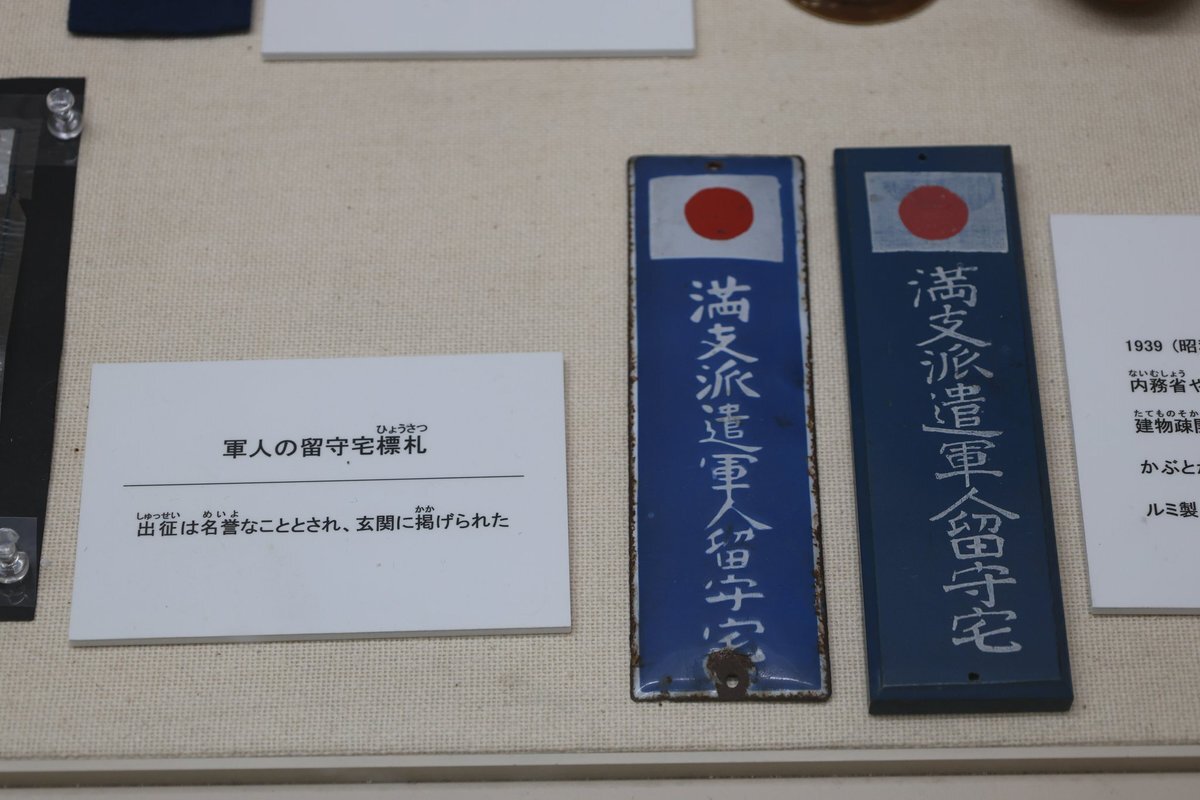 軍人の留守宅標札
ひょうさつ
出征は名誉なこととされ、玄関に掲げられた
しゅっせい めいよ かか
満支派遣軍人留守宅
満支派遣軍人留守宅
1939（昭
ないむしょう
内務省や
たてものそか
建物疎開
かぶとか
ルミ製